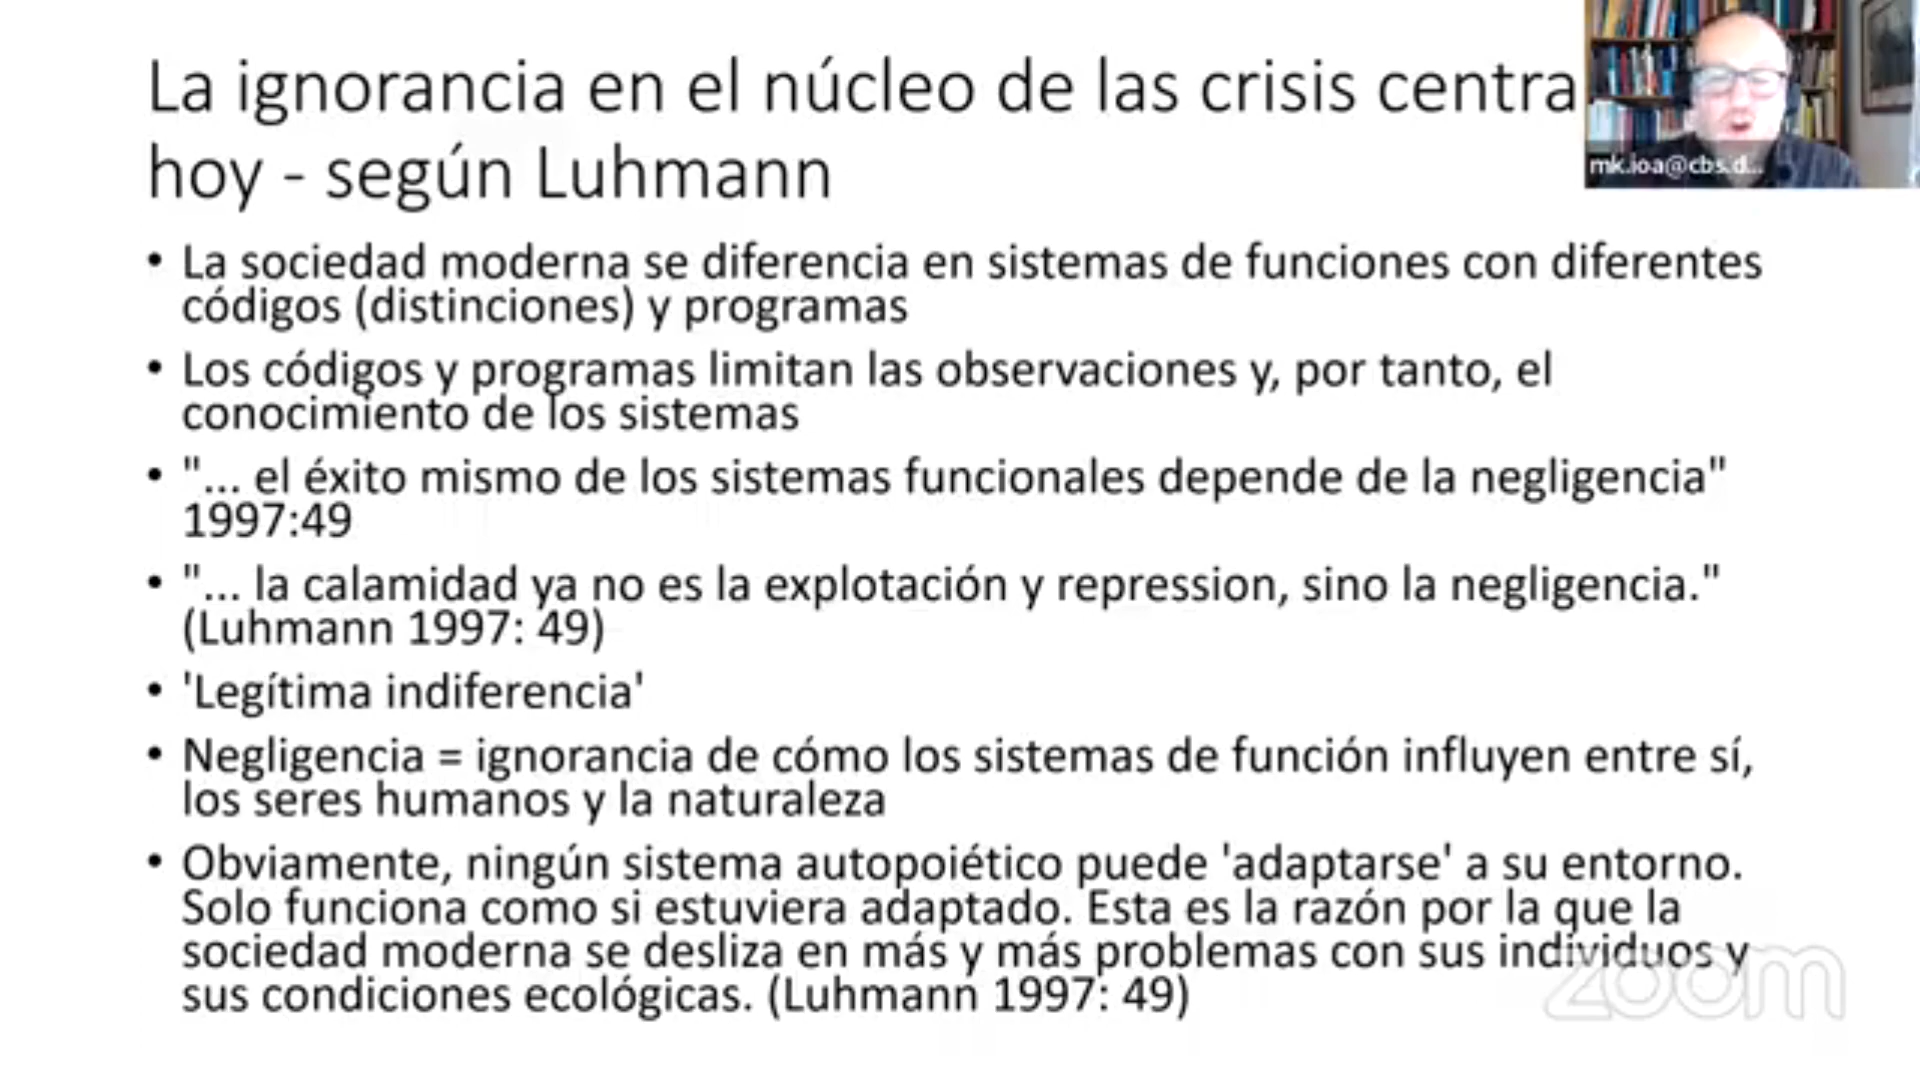 La ignorancia en el núcleo de las crisis centra
hoy - según Luhmann
mk.ioa@cbs.d...
• La sociedad moderna se diferencia en sistemas de funciones con diferentes
códigos (distinciones) y programas
• Los códigos y programas limitan las observaciones y, por tanto, el
conocimiento de los sistemas
• "... el éxito mismo de los sistemas funcionales depende de la negligencia"
1997:49
• "... la calamidad ya no es la explotación y repression, sino la negligencia."
(Luhmann 1997: 49)
• 'Legítima indiferencia'
• Negligencia = ignorancia de cómo los sistemas de función influyen entre sí,
los seres humanos y la naturaleza
• Obviamente, ningún sistema autopoiético puede 'adaptarse' a su entorno.
Solo funciona como si estuviera adaptado. Esta es la razón por la que la
sociedad moderna se desliza en más y más problemas con sus individuos y
sus condiciones ecológicas. (Luhmann 1997: 49)
zoom